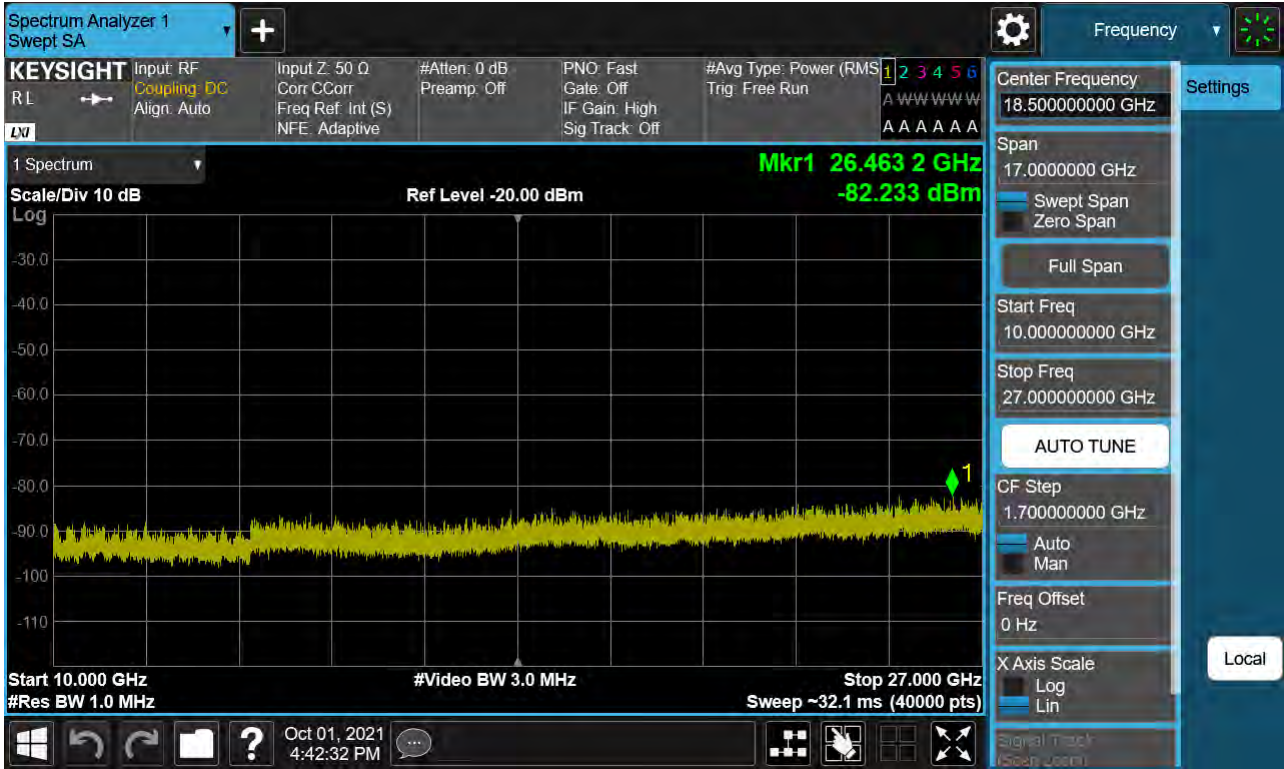 Spectrum Analyzer 1
Swept SA
+
Frequency
KEYSIGHT
RL
LXI
Input: RF
Coupling: DC
Align: Auto
Input Z: 50 Ω
Corr CCorr
Freq Ref: Int (S)
NFE: Adaptive
#Atten: 0 dB
Preamp: Off
PNO: Fast
Gate: Off
IF Gain: High
Sig Track: Off
#Avg Type: Power (RMS
Trig: Free Run
1 2 3 4 5 6
A W W W W W
A A A A A A
1 Spectrum
Scale/Div 10 dB
Log
Ref Level -20.00 dBm
Mkr1 26.463 2 GHz
-82.233 dBm
-30.0
-40.0
-50.0
-60.0
-70.0
-80.0
-90.0
-100
-110
1
Start 10.000 GHz
#Res BW 1.0 MHz
#Video BW 3.0 MHz
Stop 27.000 GHz
Sweep ~32.1 ms (40000 pts)
Center Frequency
18.500000000 GHz
Span
17.0000000 GHz
Swept Span
Zero Span
Full Span
Start Freq
10.000000000 GHz
Stop Freq
27.000000000 GHz
AUTO TUNE
CF Step
1.700000000 GHz
Auto
Man
Freq Offset
0 Hz
X Axis Scale
Log
Lin
Signal Track
(Span Zoom)
Settings
Local
?
Oct 01, 2021
4:42:32 PM